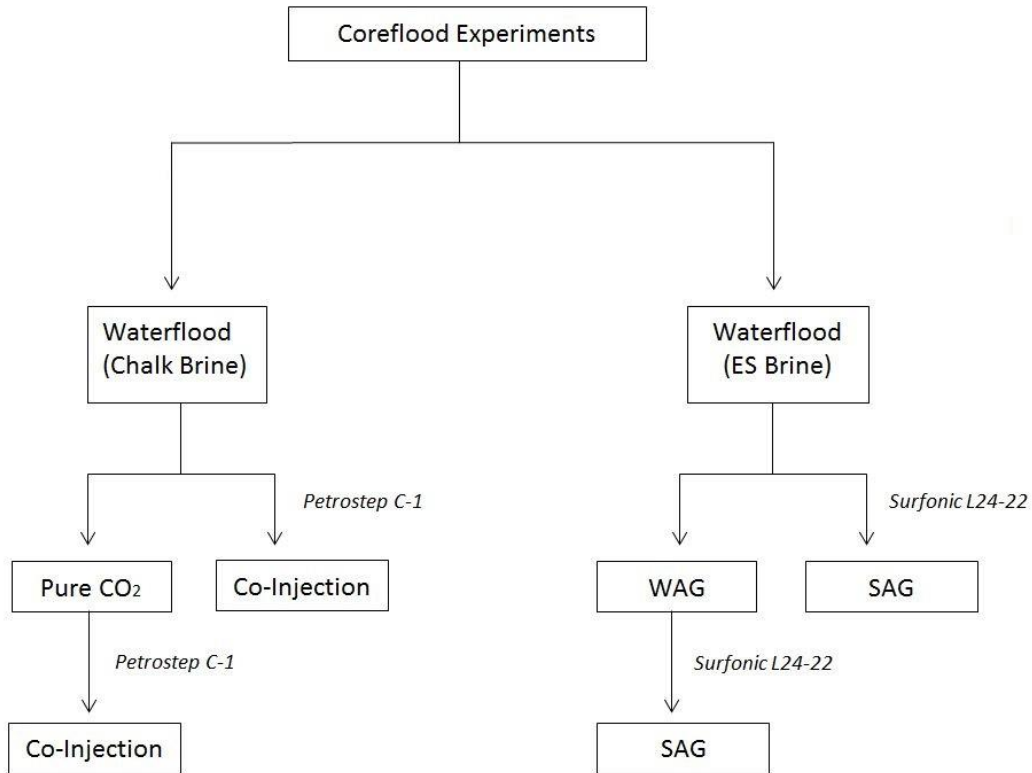 Coreflood Experiments
Waterflood
(Chalk Brine)
Waterflood
(ES Brine)
Petrostep C-1
Surfonic L24-22
Pure CO2
Co-Injection
WAG
SAG
Petrostep C-1
Surfonic L24-22
Co-Injection
SAG